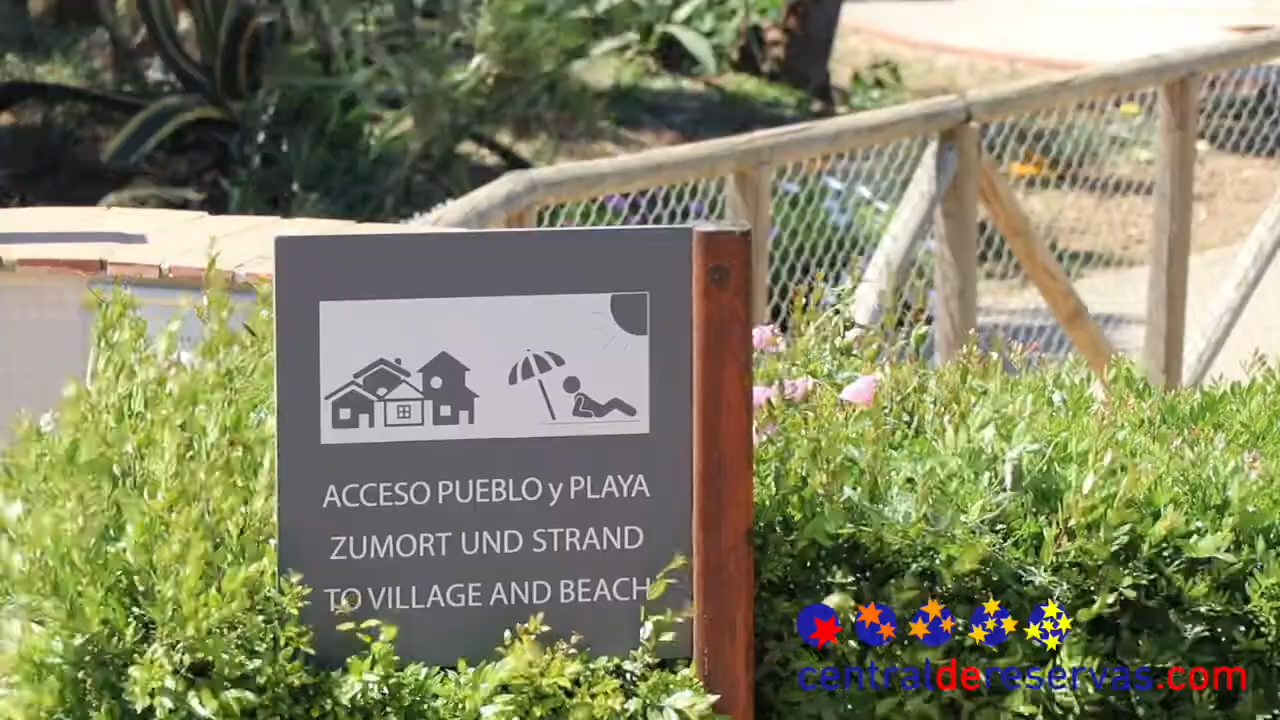 ACCESO PUEBLO y PLAYA
ZUMORT UND STRAND
TO VILLAGE AND BEACH
centraldereservas.com